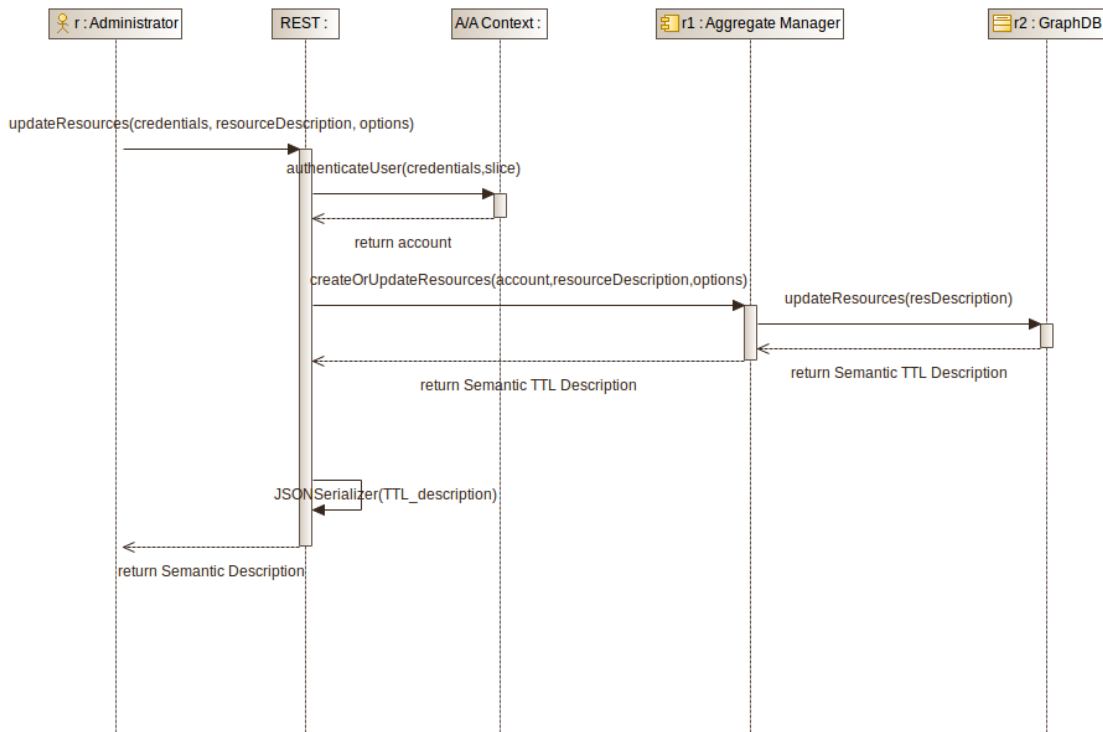 r : Administrator
REST :
A/A Context :
r1 : Aggregate Manager
r2 : GraphDB
updateResources(credentials, resourceDescription, options)
authenticateUser(credentials,slice)
return account
createOrUpdateResources(account,resourceDescription,options)
updateResources(resDescription)
return Semantic TTL Description
return Semantic TTL Description
JSONSerializer(TTL_description)
return Semantic Description